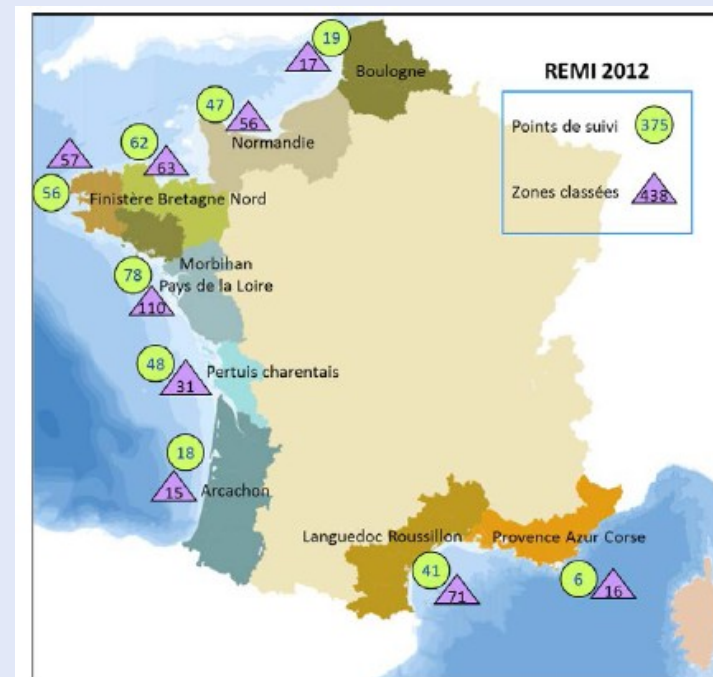 19
17
Boulogne
REMI 2012
47
56
Normandie
Points de suivi 375
Zones classées 438
62
63
57
56
Finistère Bretagne Nord
Morbihan
Pays de la Loire
78
110
48
31
Pertuis charentais
18
15
Arcachon
Languedoc Roussillon
Provence Azur Corse
41
71
6
16